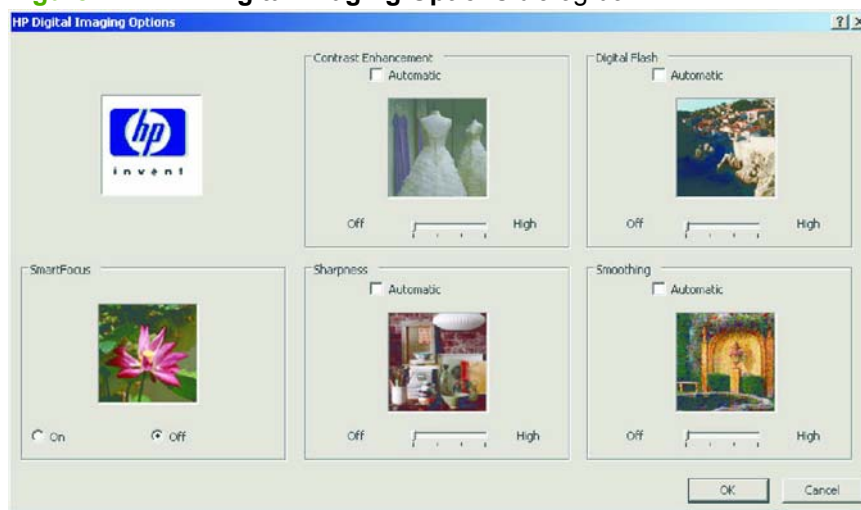 HP Digital Imaging Options
Contrast Enhancement
Automatic
Off High
Digital Flash
Automatic
Off High
hp
invent
SmartFocus
On Off
Sharpness
Automatic
Off High
Smoothing
Automatic
Off High
OK Cancel